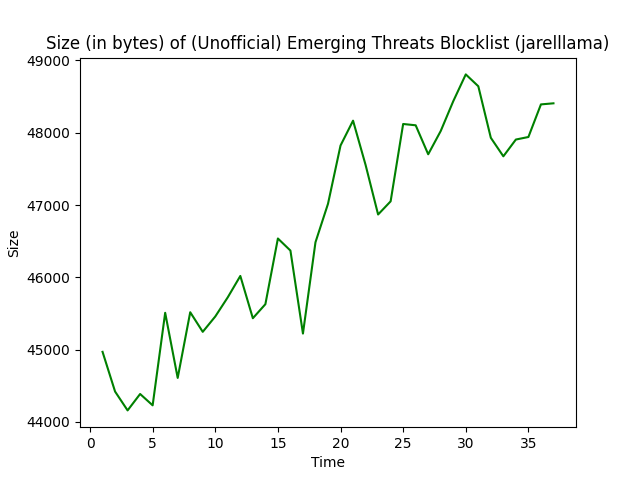 Size (in bytes) of (Unofficial) Emerging Threats Blocklist (jarelllama)
49000
48000
47000
46000
45000
44000
Size
0 5 10 15 20 25 30 35
Time